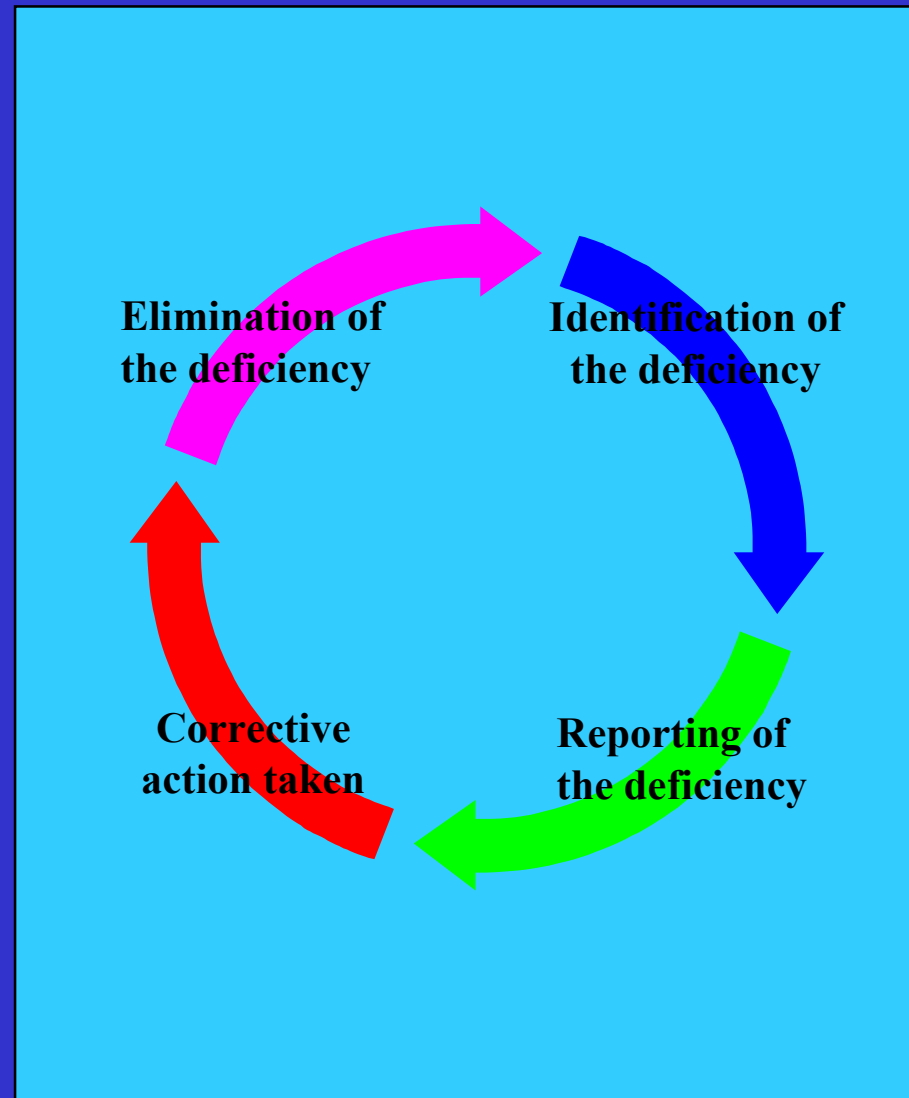 Elimination of
the deficiency
Identification of
the deficiency
Corrective
action taken
Reporting of
the deficiency